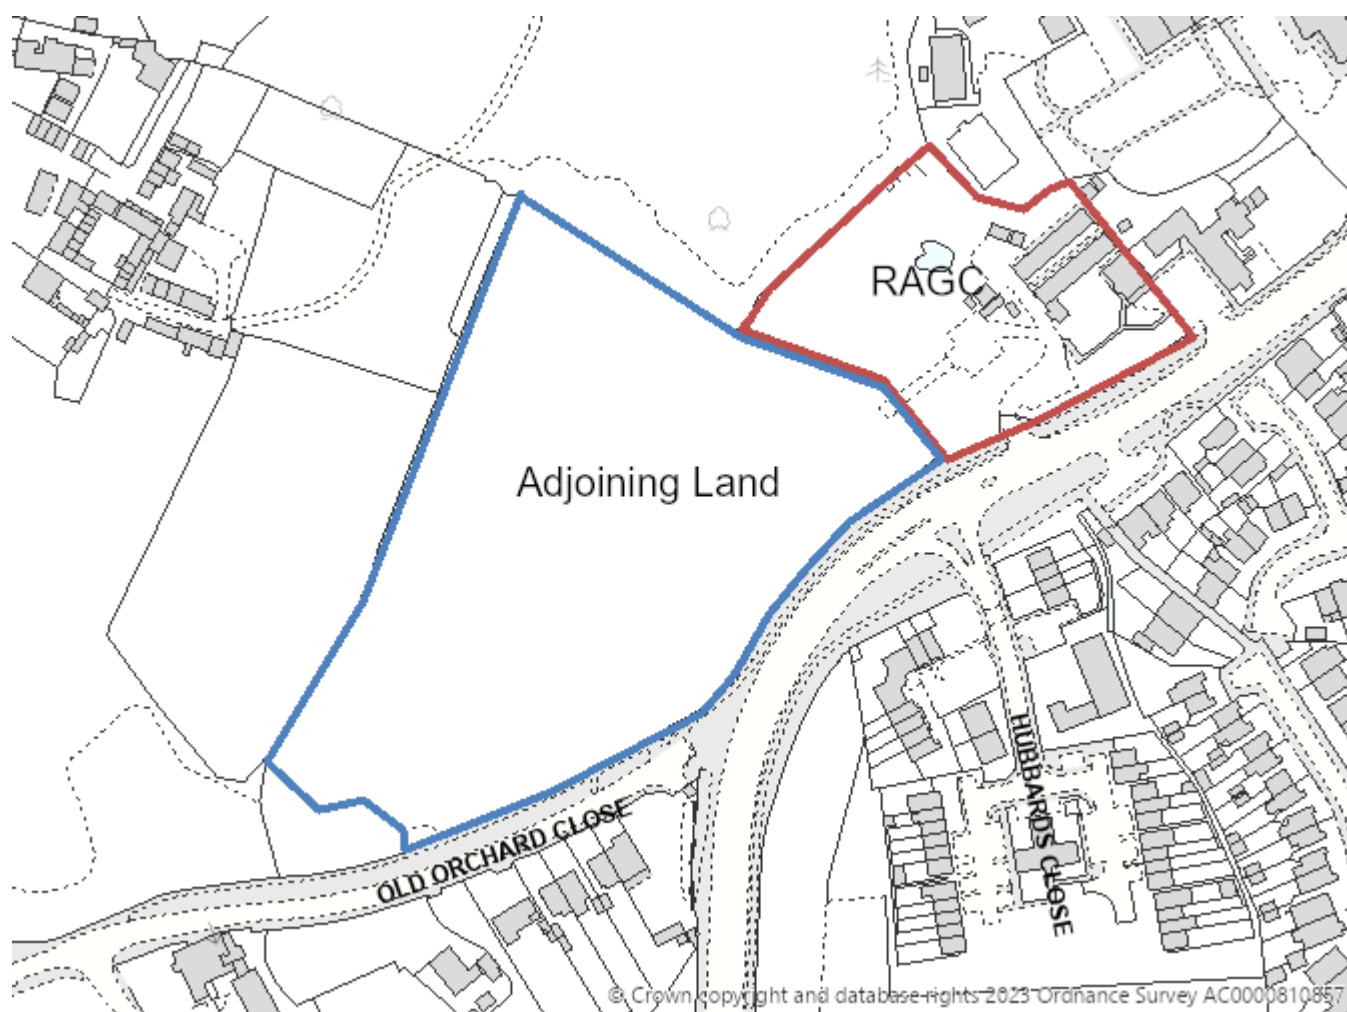 RAGC
Adjoining Land
OLD ORCHARD CLOSE
HUBBARDS CLOSE
© Crown copyright and database rights 2023 Ordnance Survey AC0000810857